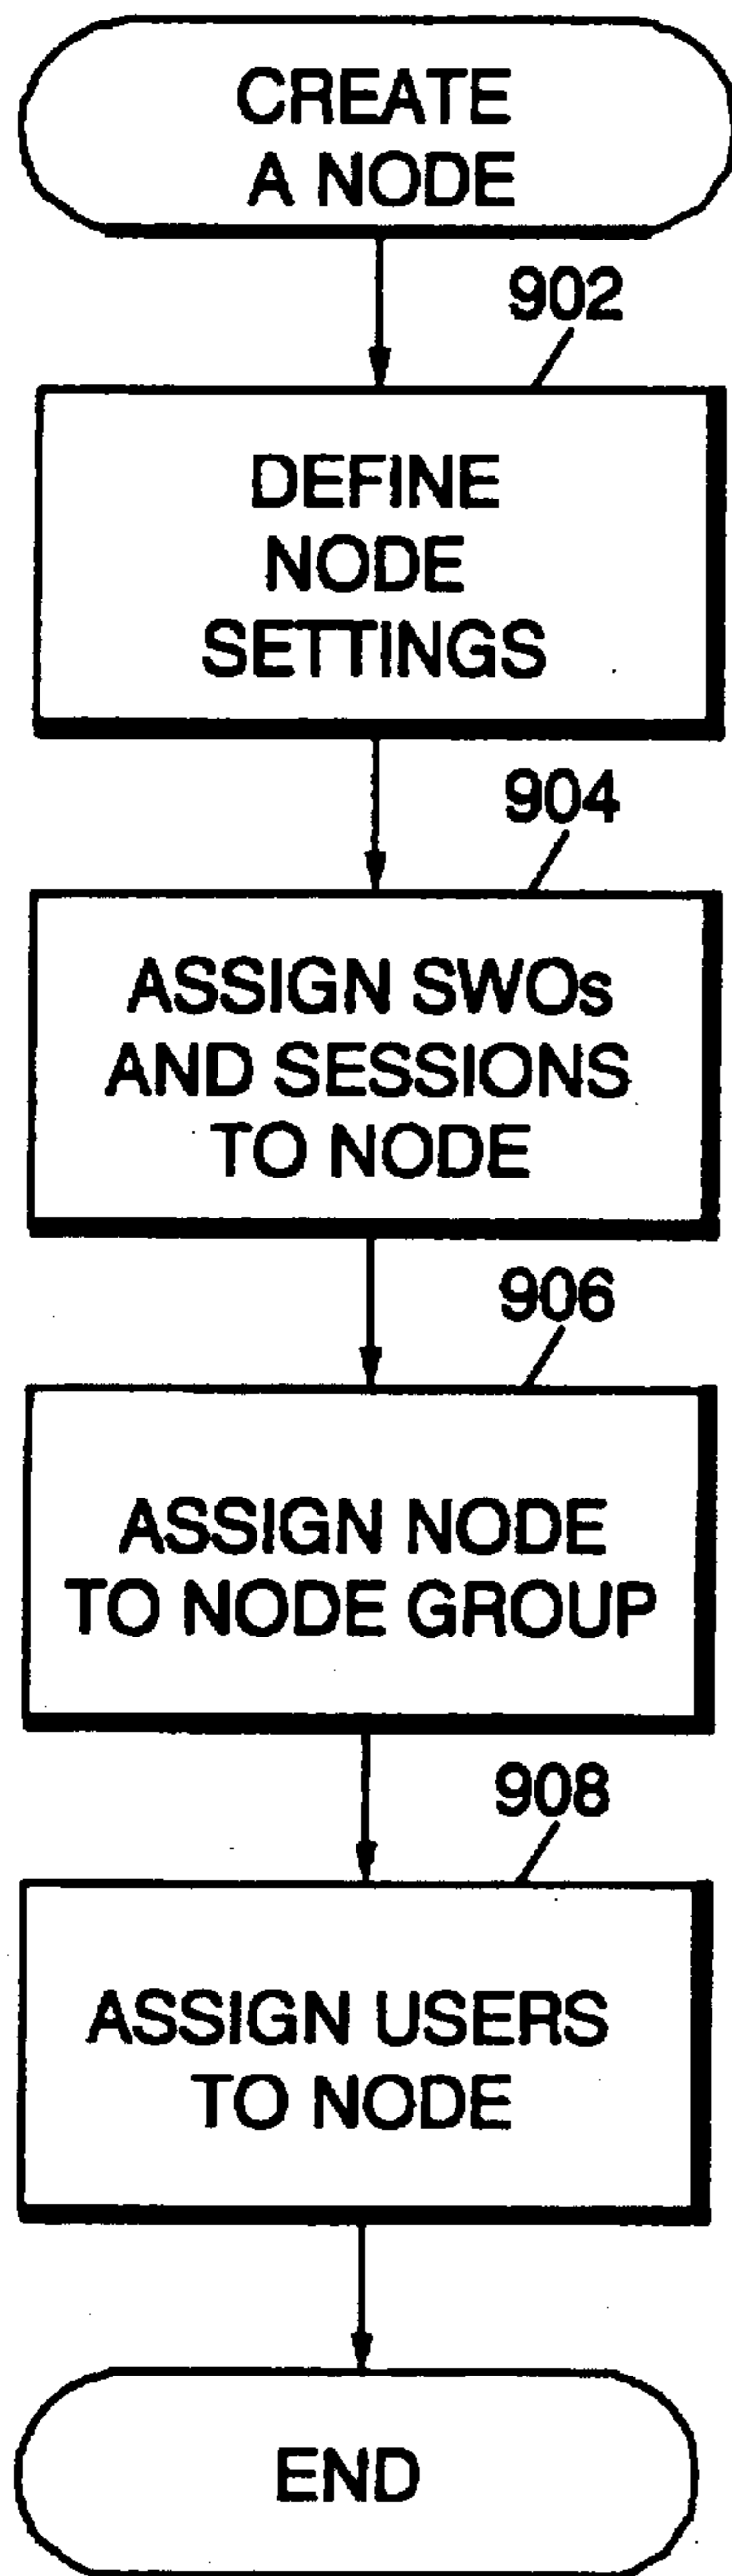 CREATE
A NODE
902
DEFINE
NODE
SETTINGS
904
ASSIGN SWOs
AND SESSIONS
TO NODE
906
ASSIGN NODE
TO NODE GROUP
908
ASSIGN USERS
TO NODE
END